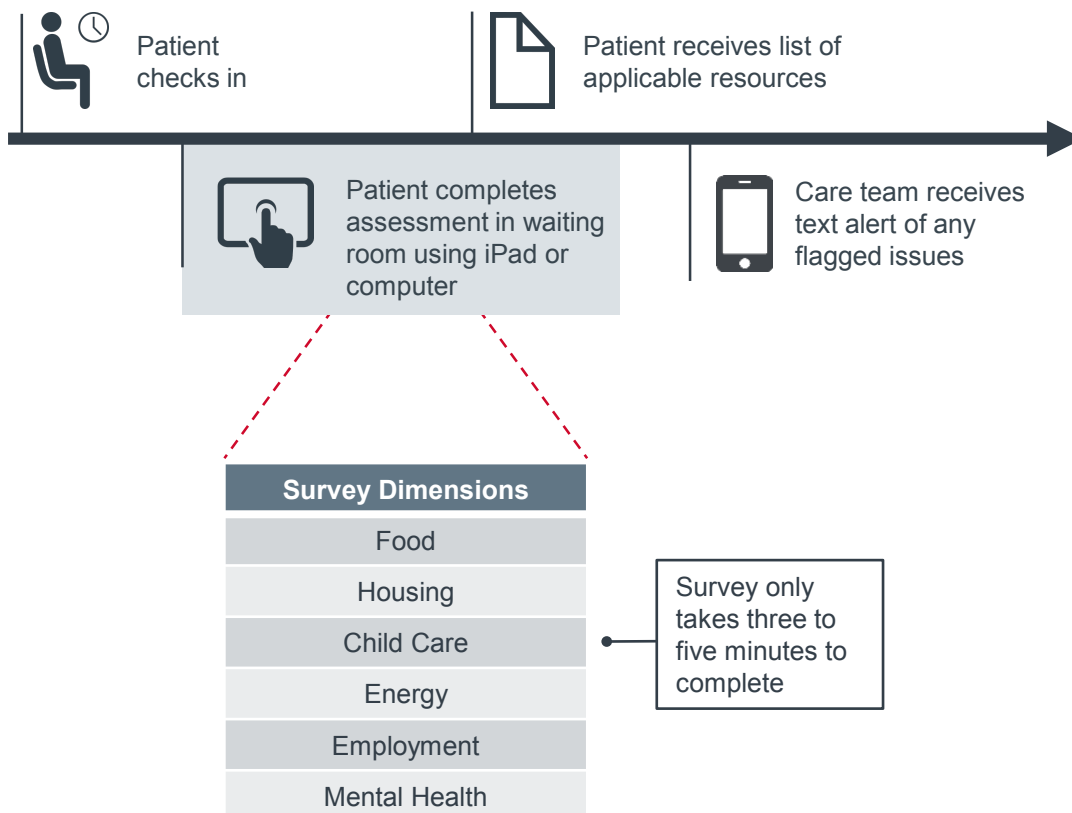 Patient
checks in
Patient completes
assessment in waiting
room using iPad or
computer
Patient receives list of
applicable resources
Care team receives
text alert of any
flagged issues
Survey Dimensions
Food
Housing
Child Care
Energy
Employment
Mental Health
Survey only
takes three to
five minutes to
complete